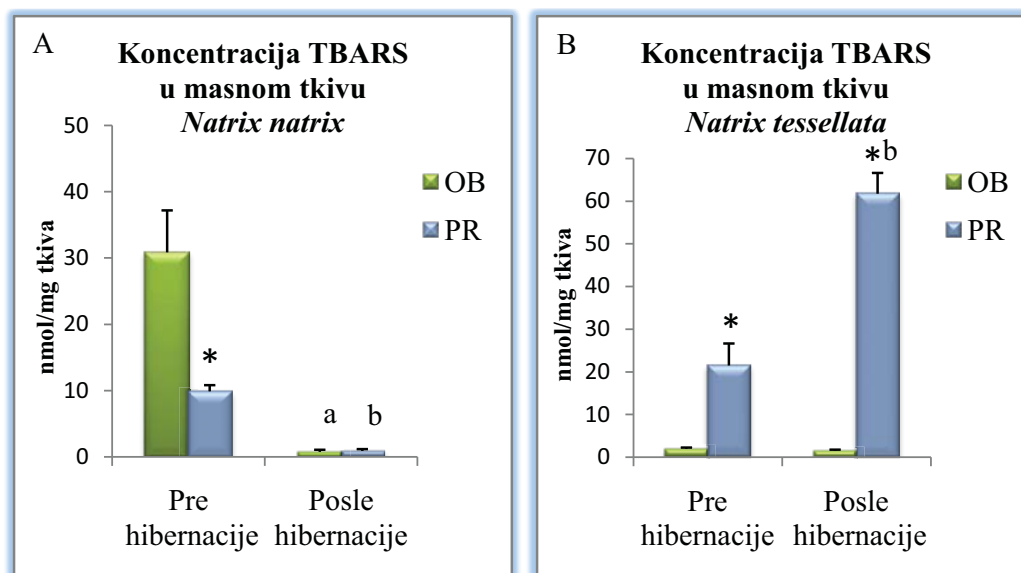 A
Koncentracija TBARS
u masnom tkivu
Natrix natrix
nmol/mg tkiva
50
40
30
20
10
0
*
a
b
OB
PR
Pre
hibernacije
Posle
hibernacije
B
Koncentracija TBARS
u masnom tkivu
Natrix tessellata
nmol/mg tkiva
70
60
50
40
30
20
10
0
*
*b
OB
PR
Pre
hibernacije
Posle
hibernacije